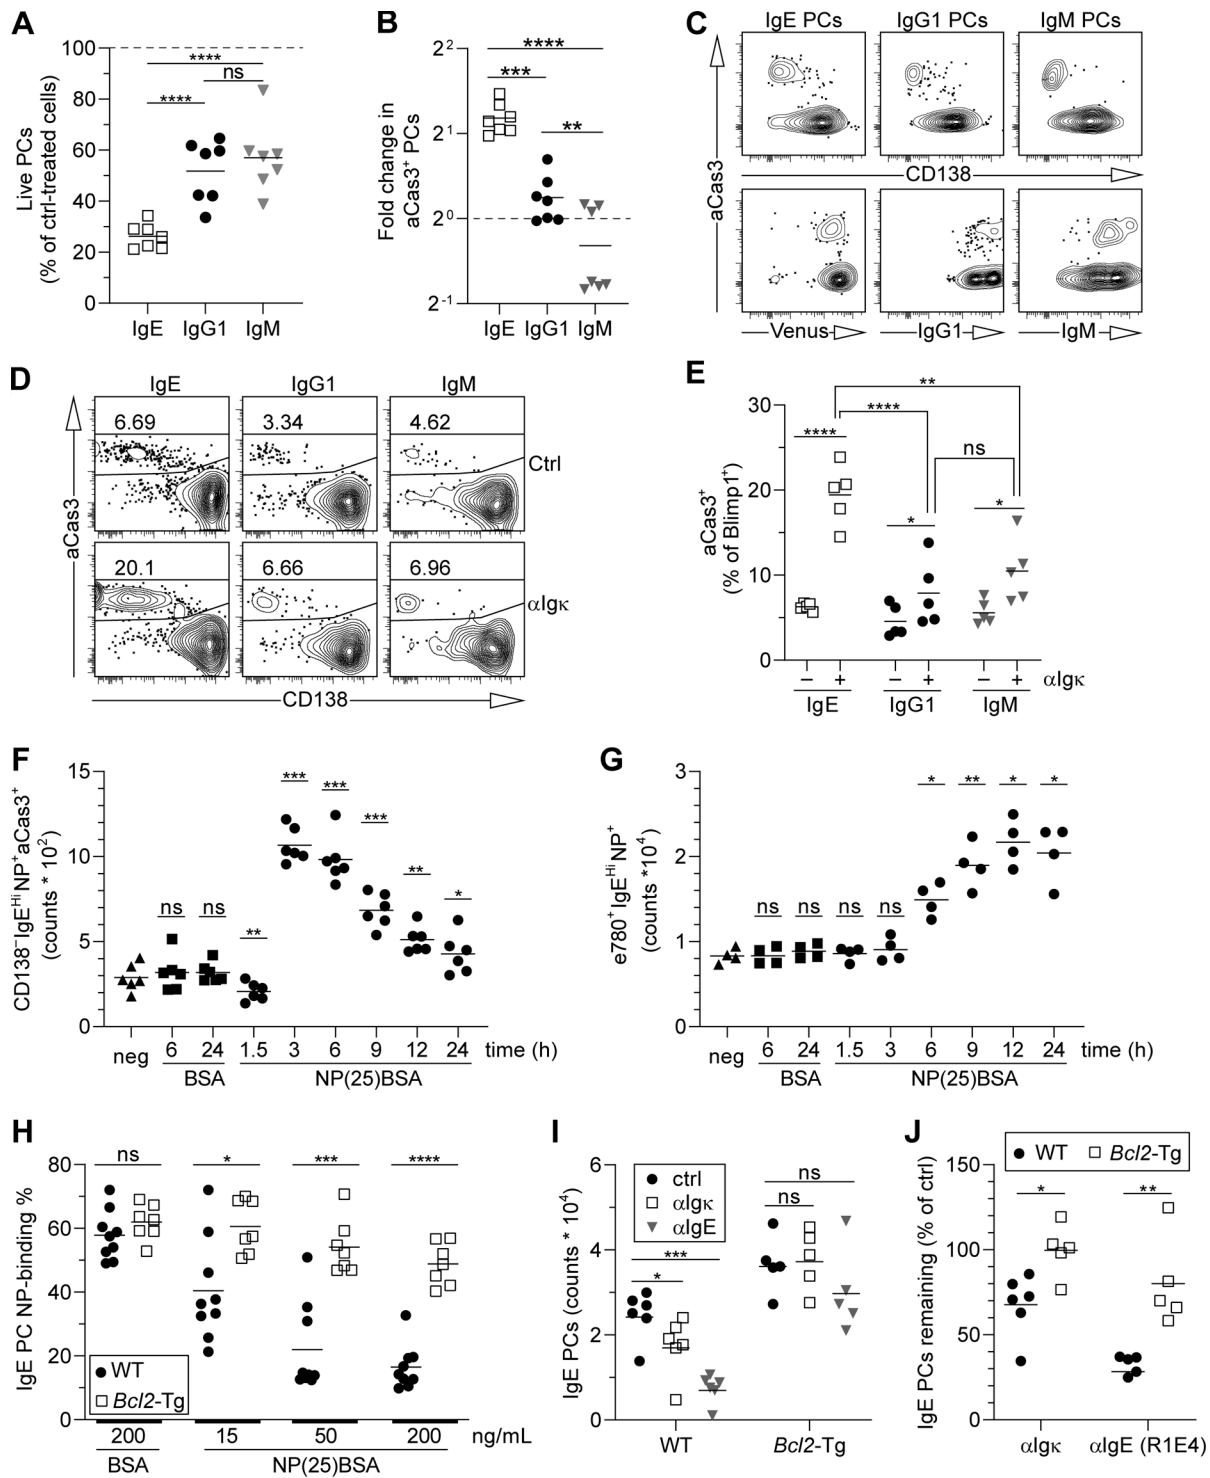 A
Live PCs
(% of ctrl-treated cells)
100
80
60
40
20
0
****
ns
****
IgE IgG1 IgM
B
Fold change in
aCas3+ PCs
2^2
2^1
2^0
2^-1
****
***
**
IgE IgG1 IgM
C
IgE PCs IgG1 PCs IgM PCs
aCas3
CD138
Venus IgG1 IgM
D
IgE IgG1 IgM
aCas3
6.69 3.34 4.62
Ctrl
20.1 6.66 6.96
αIgκ
CD138
E
aCas3+
(% of Blimp1+)
30
20
10
0
**
****
****
ns
*
*
− + − + − + αIgκ
IgE IgG1 IgM
F
CD138–IgEHi NP+aCas3+
(counts * 10^2)
15
10
5
0
ns ns ** *** *** *** ** *
neg 6 24 1.5 3 6 9 12 24 time (h)
BSA NP(25)BSA
G
e780+IgEHi NP+
(counts *10^4)
3
2
1
0
ns ns ns ns * ** * *
neg 6 24 1.5 3 6 9 12 24 time (h)
BSA NP(25)BSA
H
IgE PC NP-binding %
80
60
40
20
0
ns * *** ****
WT
Bcl2-Tg
200 15 50 200 ng/mL
BSA NP(25)BSA
I
IgE PCs (counts * 10^4)
6
4
2
0
ctrl
αIgκ
αIgE
***
*
ns
ns
WT Bcl2-Tg
J
WT Bcl2-Tg
IgE PCs remaining (% of ctrl)
150
100
50
0
* **
αIgκ αIgE (R1E4)